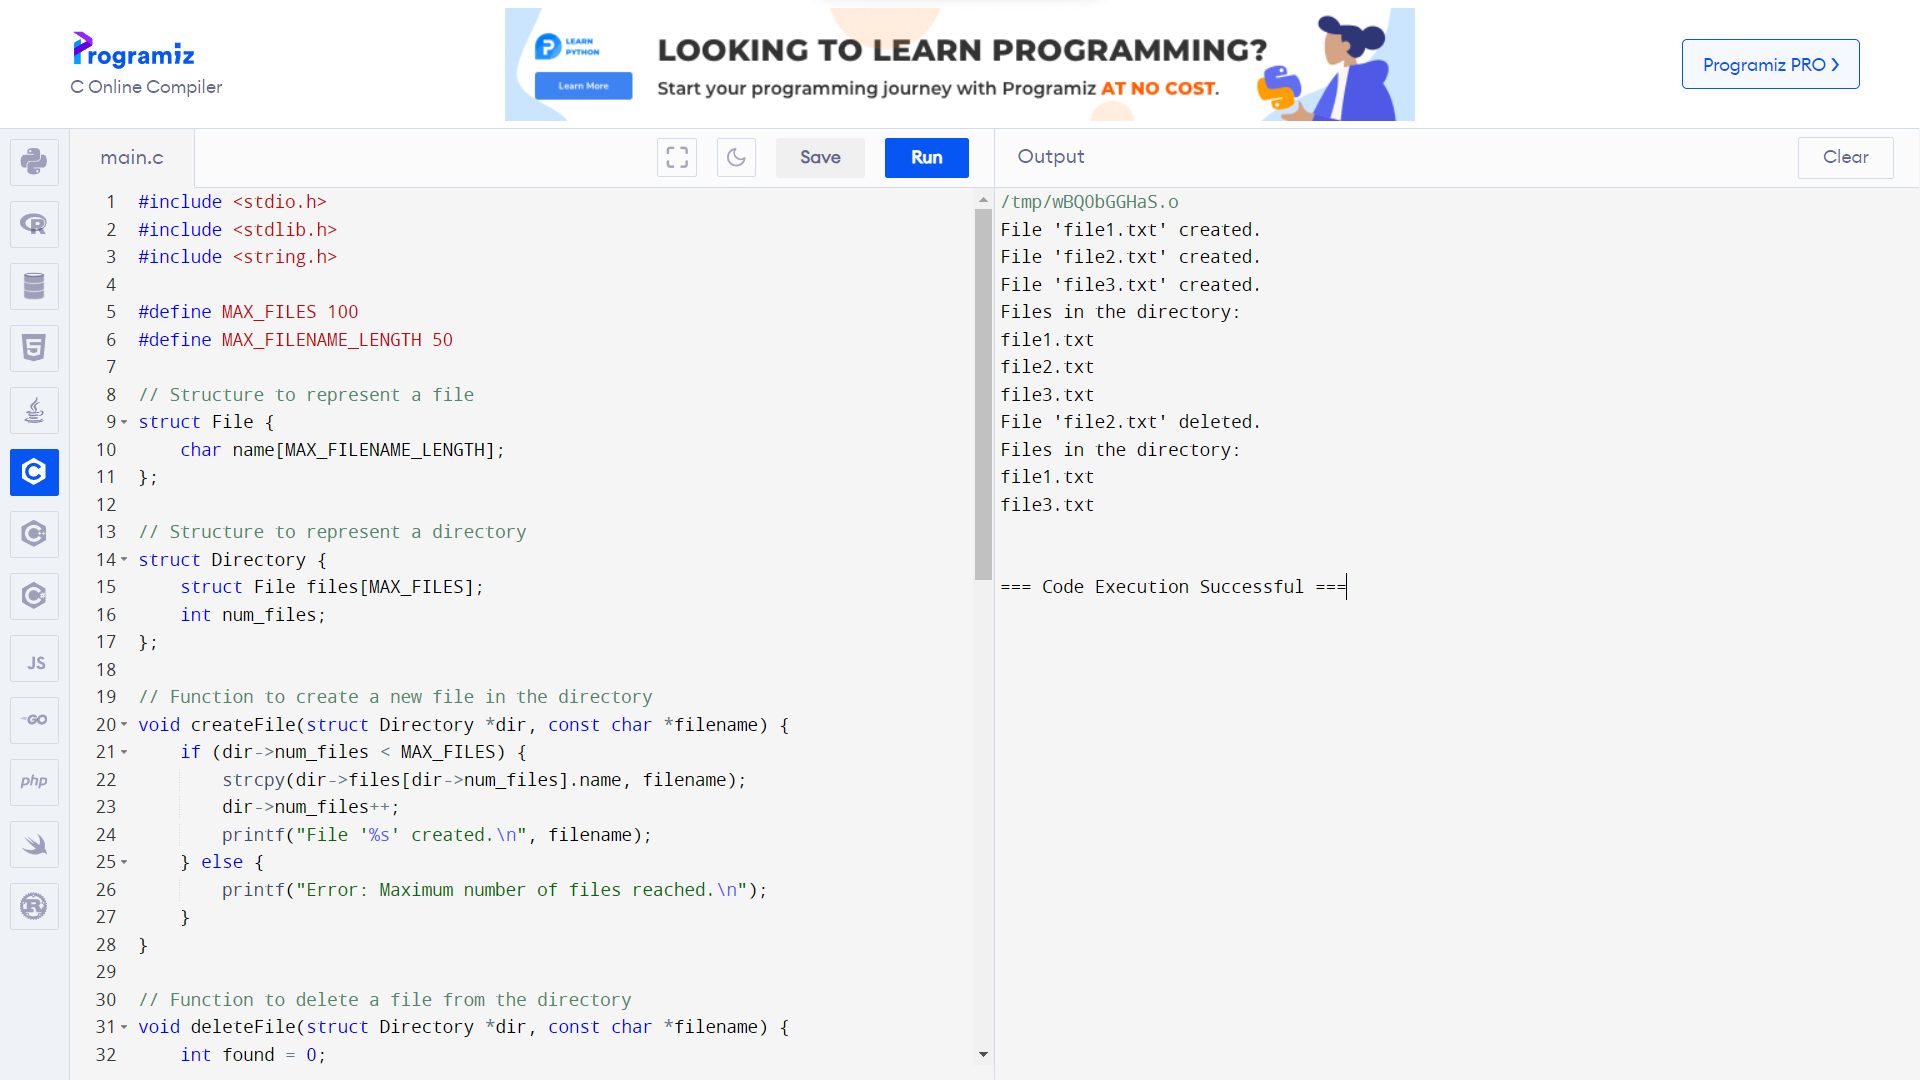 Programiz
C Online Compiler
LEARN
PYTHON
Learn More
LOOKING TO LEARN PROGRAMMING?
Start your programming journey with Programiz AT NO COST.
Programiz PRO
main.c
Save
Run
Output
Clear
1 #include <stdio.h>
2 #include <stdlib.h>
3 #include <string.h>
4
5 #define MAX_FILES 100
6 #define MAX_FILENAME_LENGTH 50
7
8 // Structure to represent a file
9 struct File {
10     char name[MAX_FILENAME_LENGTH];
11 };
12
13 // Structure to represent a directory
14 struct Directory {
15     struct File files[MAX_FILES];
16     int num_files;
17 };
18
19 // Function to create a new file in the directory
20 void createFile(struct Directory *dir, const char *filename) {
21     if (dir->num_files < MAX_FILES) {
22         strcpy(dir->files[dir->num_files].name, filename);
23         dir->num_files++;
24         printf("File '%s' created.\n", filename);
25     } else {
26         printf("Error: Maximum number of files reached.\n");
27     }
28 }
29
30 // Function to delete a file from the directory
31 void deleteFile(struct Directory *dir, const char *filename) {
32     int found = 0;
/tmp/wBQObGGHaS.o
File 'file1.txt' created.
File 'file2.txt' created.
File 'file3.txt' created.
Files in the directory:
file1.txt
file2.txt
file3.txt
File 'file2.txt' deleted.
Files in the directory:
file1.txt
file3.txt
=== Code Execution Successful ===
JS
GO
php